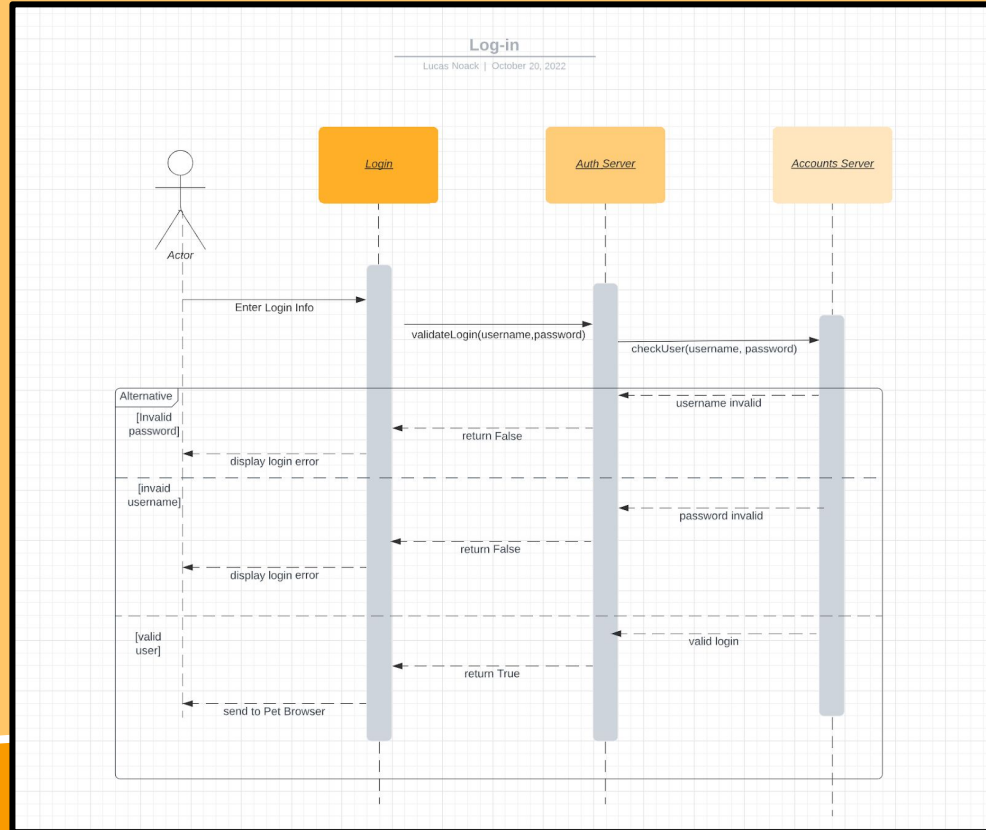 Log-in
Lucas Noack | October 20, 2022
Login
Auth Server
Accounts Server
Actor
Enter Login Info
validateLogin(username,password)
checkUser(username, password)
Alternative
username invalid
[Invalid
password]
return False
display login error
[invaid
username]
password invalid
return False
display login error
[valid
user]
valid login
return True
send to Pet Browser